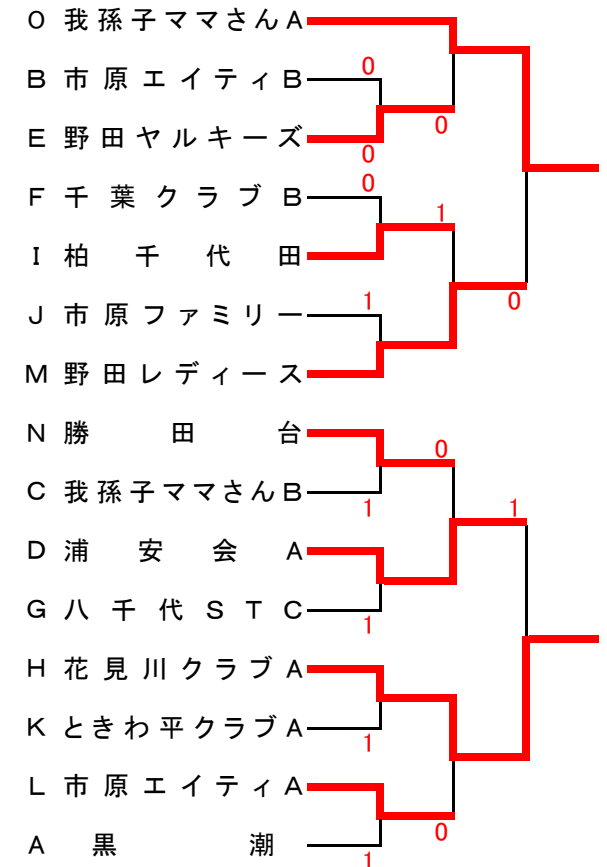 O 我孫子ママさんA
0
B 市原エイティB
0
E 野田ヤルキーズ
0
0
F 千葉クラブB
1
I 柏千代田
1
J 市原ファミリー
0
M 野田レディース
N 勝田台
0
C 我孫子ママさんB
1
1
D 浦安会A
G 八千代STC
1
H 花見川クラブA
K ときわ平クラブA
1
L 市原エイティA
0
A 黒潮
1